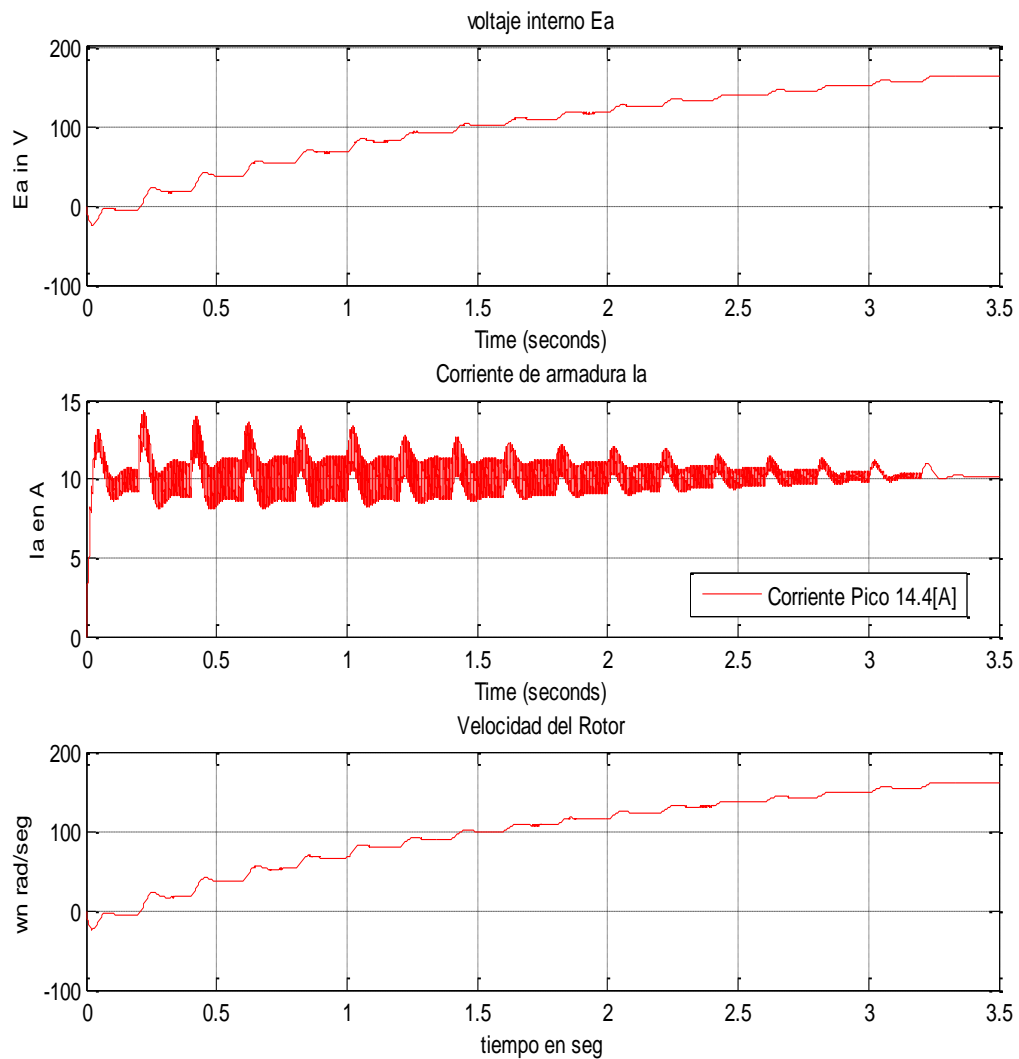 voltaje interno Ea
200
100
0
-100
Ea in V
0 0.5 1 1.5 2 2.5 3 3.5
Time (seconds)
Corriente de armadura Ia
15
10
5
0
Ia en A
Corriente Pico 14.4[A]
0 0.5 1 1.5 2 2.5 3 3.5
Time (seconds)
Velocidad del Rotor
200
100
0
-100
wn rad/seg
0 0.5 1 1.5 2 2.5 3 3.5
tiempo en seg